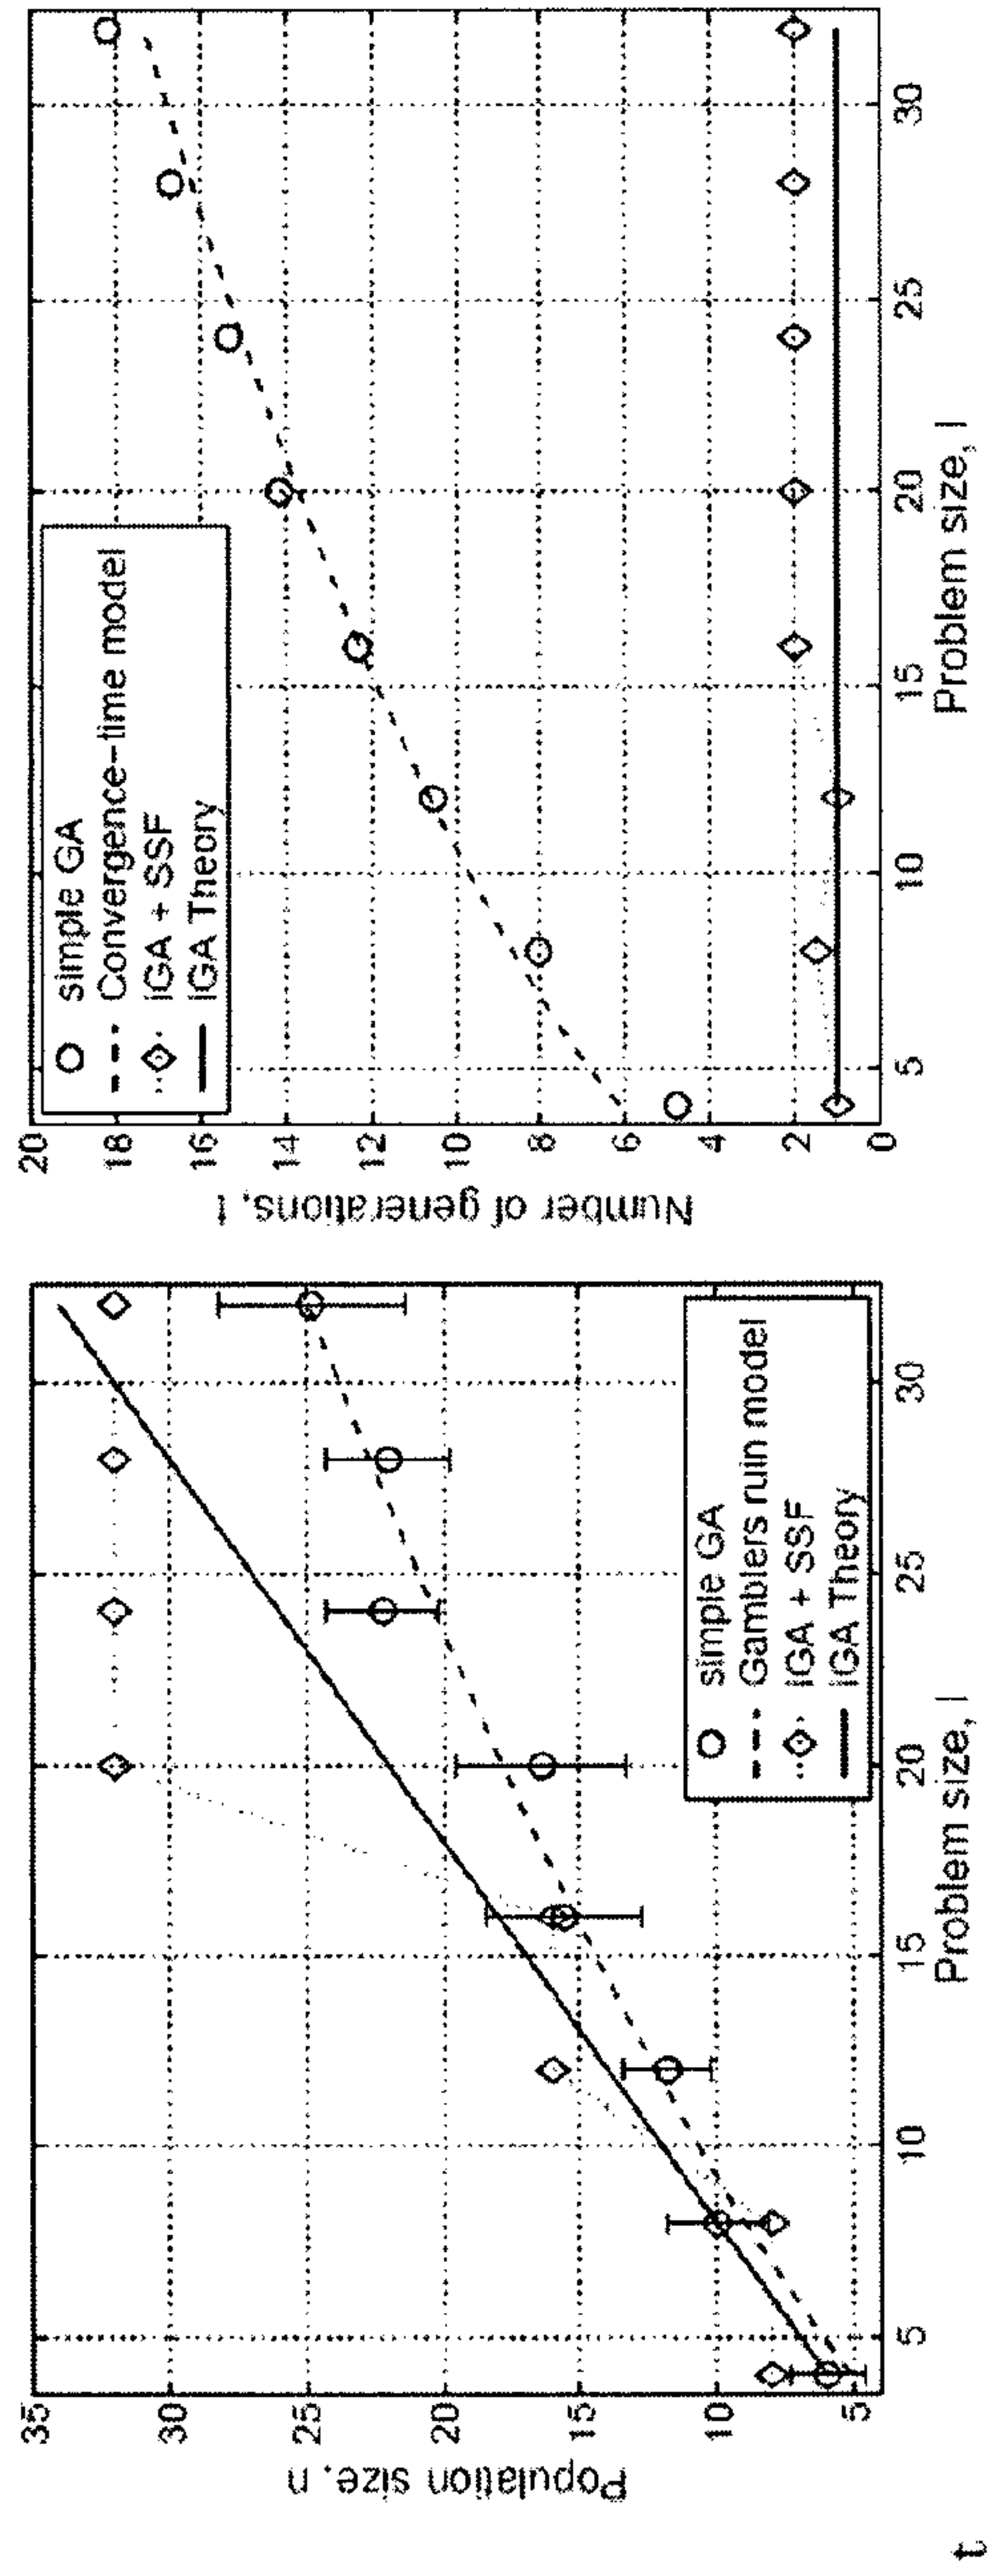 35
30
25
20
15
10
5
Population size, n
simple GA
Gamblers ruin model
iGA + SSF
iGA Theory
5
10
15
20
25
30
Problem size, l
20
18
16
14
12
10
8
6
4
2
0
Number of generations, t
simple GA
Convergence-time model
iGA + SSF
iGA Theory
5
10
15
20
25
30
Problem size, l
t